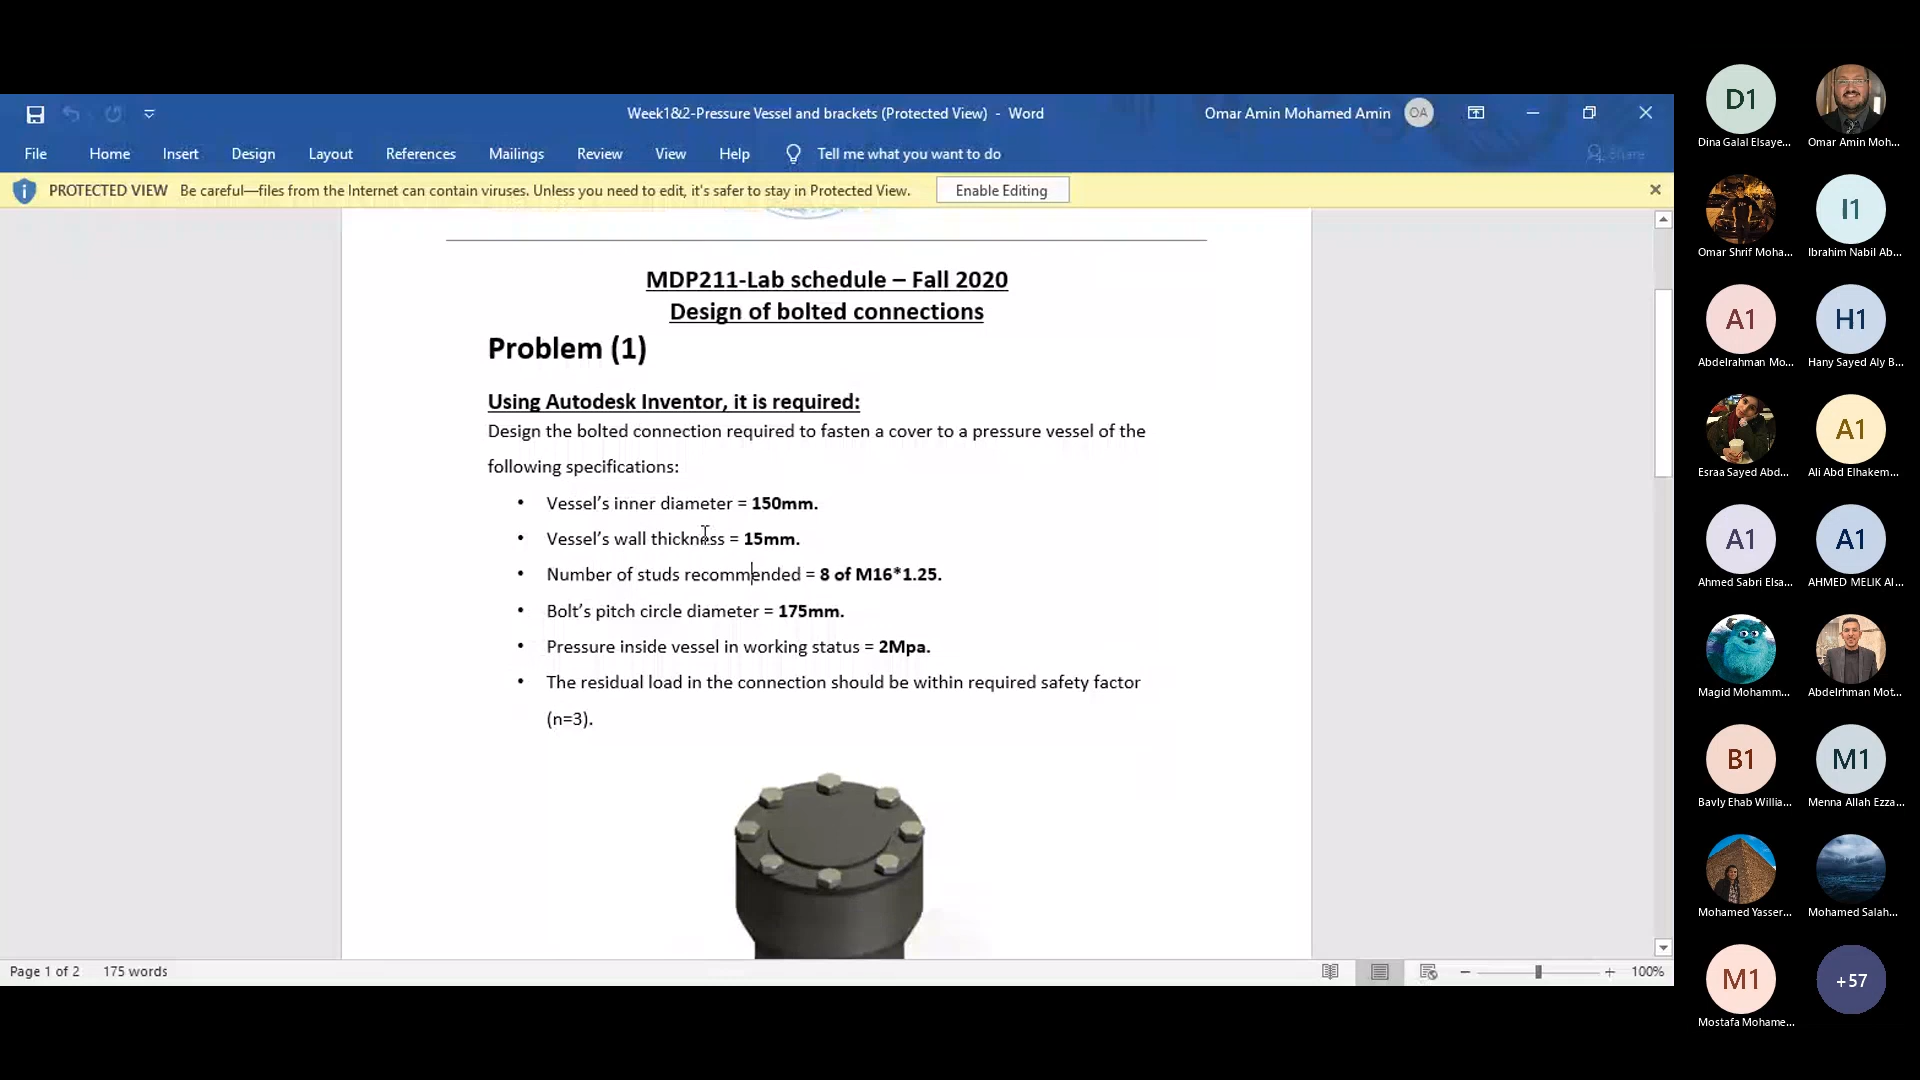 Week1&2-Pressure Vessel and brackets (Protected View) - Word
Omar Amin Mohamed Amin OA
File Home Insert Design Layout References Mailings Review View Help Tell me what you want to do Share
PROTECTED VIEW Be careful—files from the Internet can contain viruses. Unless you need to edit, it's safer to stay in Protected View. Enable Editing
MDP211-Lab schedule – Fall 2020
Design of bolted connections
Problem (1)
Using Autodesk Inventor, it is required:
Design the bolted connection required to fasten a cover to a pressure vessel of the
following specifications:
• Vessel’s inner diameter = 150mm.
• Vessel’s wall thickness = 15mm.
• Number of studs recommended = 8 of M16*1.25.
• Bolt’s pitch circle diameter = 175mm.
• Pressure inside vessel in working status = 2Mpa.
• The residual load in the connection should be within required safety factor
(n=3).
Page 1 of 2 175 words
100%
D1
Dina Galal Elsaye... Omar Amin Moh...
I1
Omar Shrif Moha... Ibrahim Nabil Ab...
A1 H1
Abdelrahman Mo... Hany Sayed Aly B...
A1
Esraa Sayed Abd... Ali Abd Elhakem...
A1 A1
Ahmed Sabri Elsa... AHMED MELIK Al...
Magid Mohamm... Abdelrhman Mot...
B1 M1
Bavly Ehab Willia... Menna Allah Ezza...
Mohamed Yasser... Mohamed Salah...
M1 +57
Mostafa Mohame...